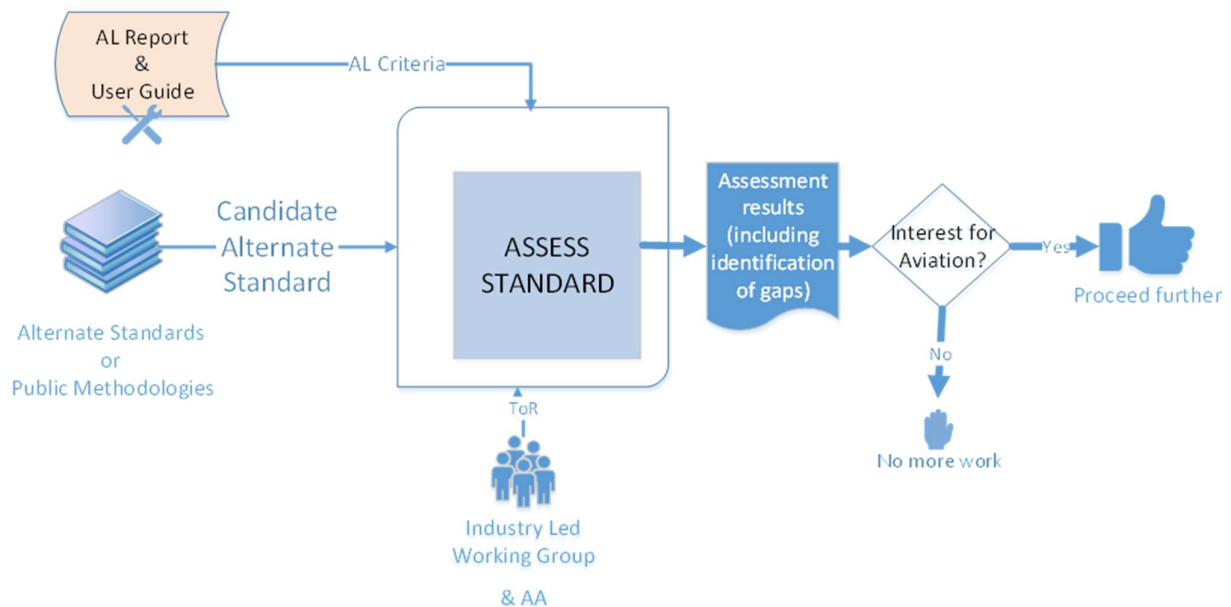 AL Report
&
User Guide
AL Criteria
Candidate
Alternate
Standard
Alternate Standards
or
Public Methodologies
ASSESS
STANDARD
ToR
Industry Led
Working Group
& AA
Assessment
results
(including
identification
of gaps)
Interest for
Aviation?
Yes
Proceed further
No
No more work